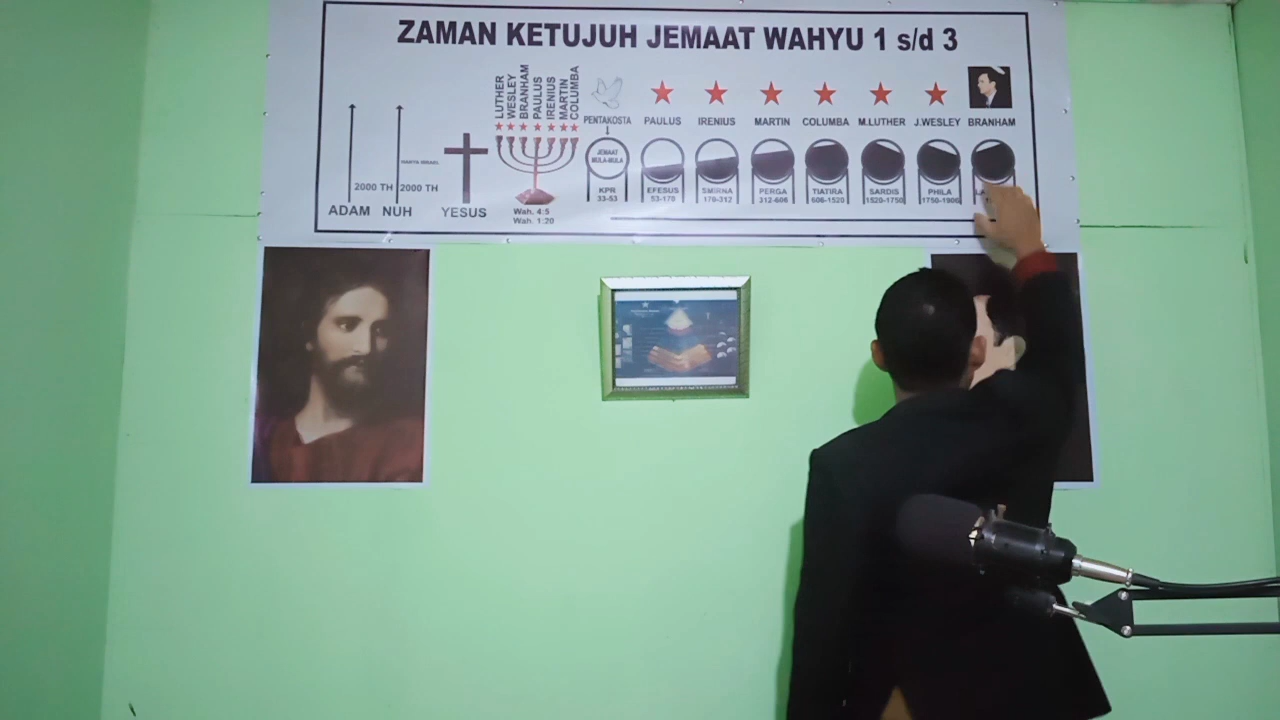 ZAMAN KETUJUH JEMAAT WAHYU 1 s/d 3
LUTHER
WESLEY
BRANHAM
PAULUS
IRENIUS
MARTIN
COLUMBA
PENTAKOSTA
PAULUS
IRENIUS
MARTIN
COLUMBA
M.LUTHER
J.WESLEY
BRANHAM
JEMAAT
MULA-MULA
2000 TH
2000 TH
KPR
33-53
EFESUS
53-170
SMIRNA
170-312
PERGA
312-606
TIATIRA
606-1520
SARDIS
1520-1750
PHILA
1750-1906
ADAM
NUH
YESUS
Wah. 4:5
Wah. 1:20